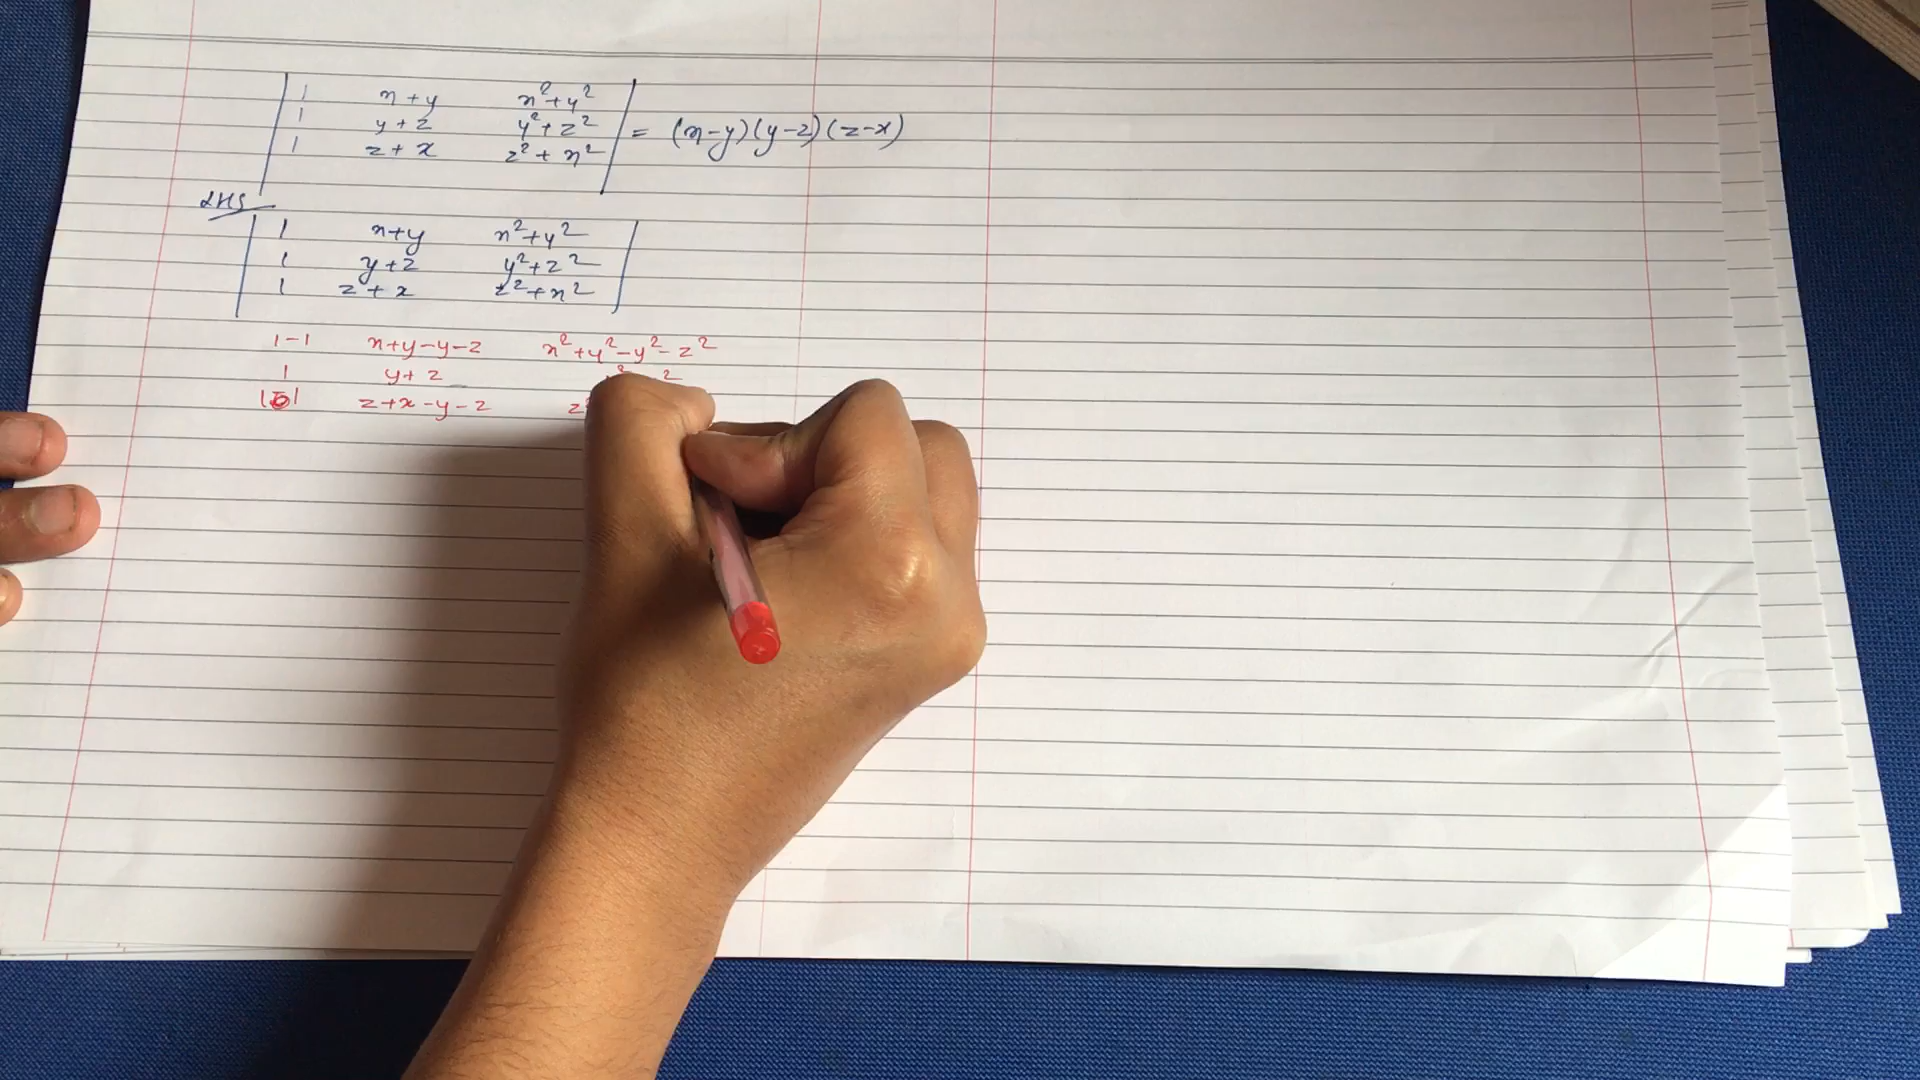 1 x+y x²+y²
1 y+z y²+z² = (x-y)(y-z)(z-x)
1 z+x z²+x²
LHS
1 x+y x²+y²
1 y+z y²+z²
1 z+x z²+x²
1-1 x+y-y-z x²+y²-y²-z²
1 y+z
1-1 z+x-y-z